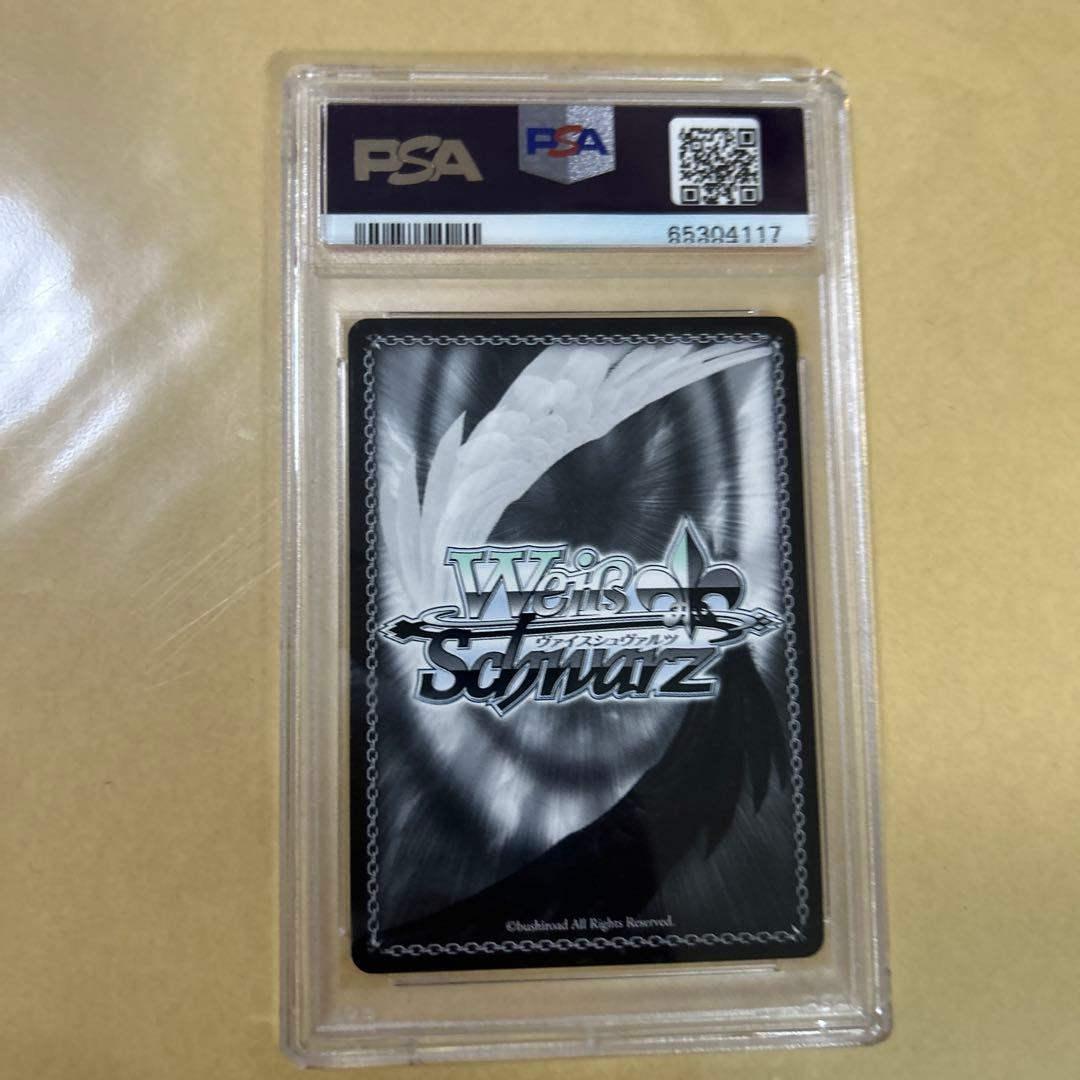 PSA
PSA
65304117
Weiß
ヴァイスシュヴァルツ
Schwarz
©bushiroad All Rights Reserved.